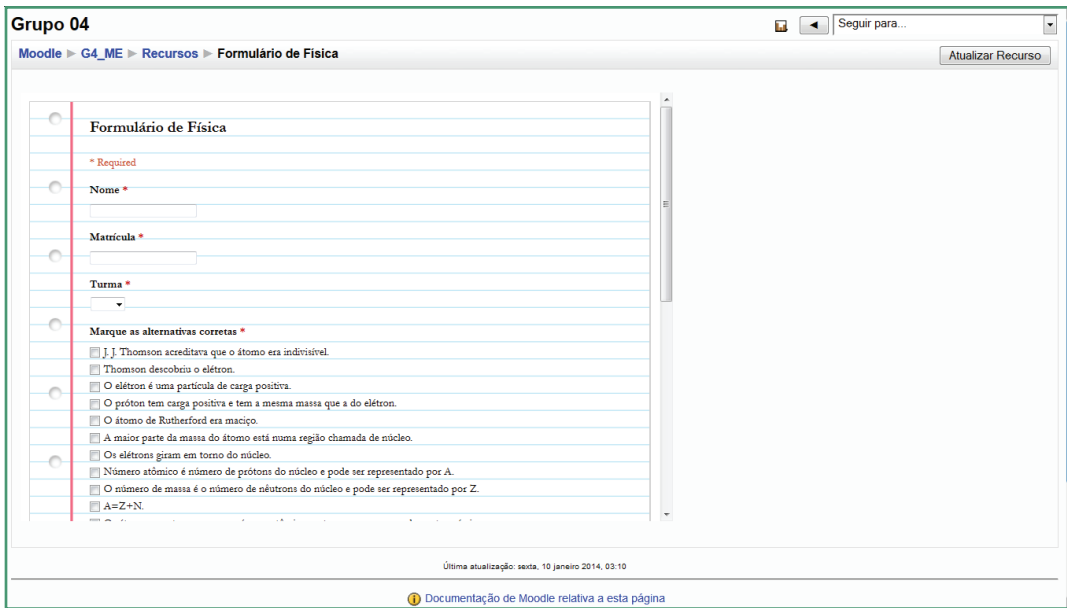 Grupo 04
Seguir para...
Moodle ► G4_ME ► Recursos ► Formulário de Física
Atualizar Recurso
Formulário de Física
* Required
Nome *
Matrícula *
Turma *
Marque as alternativas corretas *
J. J. Thomson acreditava que o átomo era indivisível.
Thomson descobriu o elétron.
O elétron é uma partícula de carga positiva.
O próton tem carga positiva e tem a mesma massa que a do elétron.
O átomo de Rutherford era maciço.
A maior parte da massa do átomo está numa região chamada de núcleo.
Os elétrons giram em torno do núcleo.
Número atômico é número de prótons do núcleo e pode ser representado por A.
O número de massa é o número de nêutrons do núcleo e pode ser representado por Z.
A=Z+N.
Última atualização: sexta, 10 janeiro 2014, 03:10
Documentação de Moodle relativa a esta página